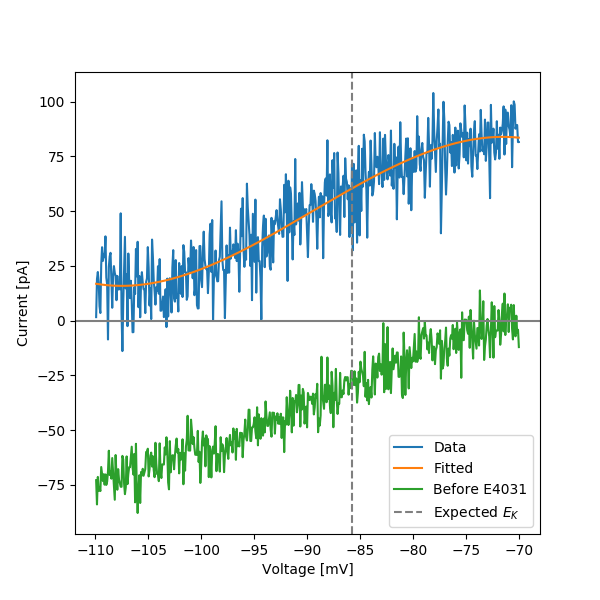 100
75
50
25
0
−25
−50
−75
Current [pA]
Data
Fitted
Before E4031
Expected E_K
−110 −105 −100 −95 −90 −85 −80 −75 −70
Voltage [mV]